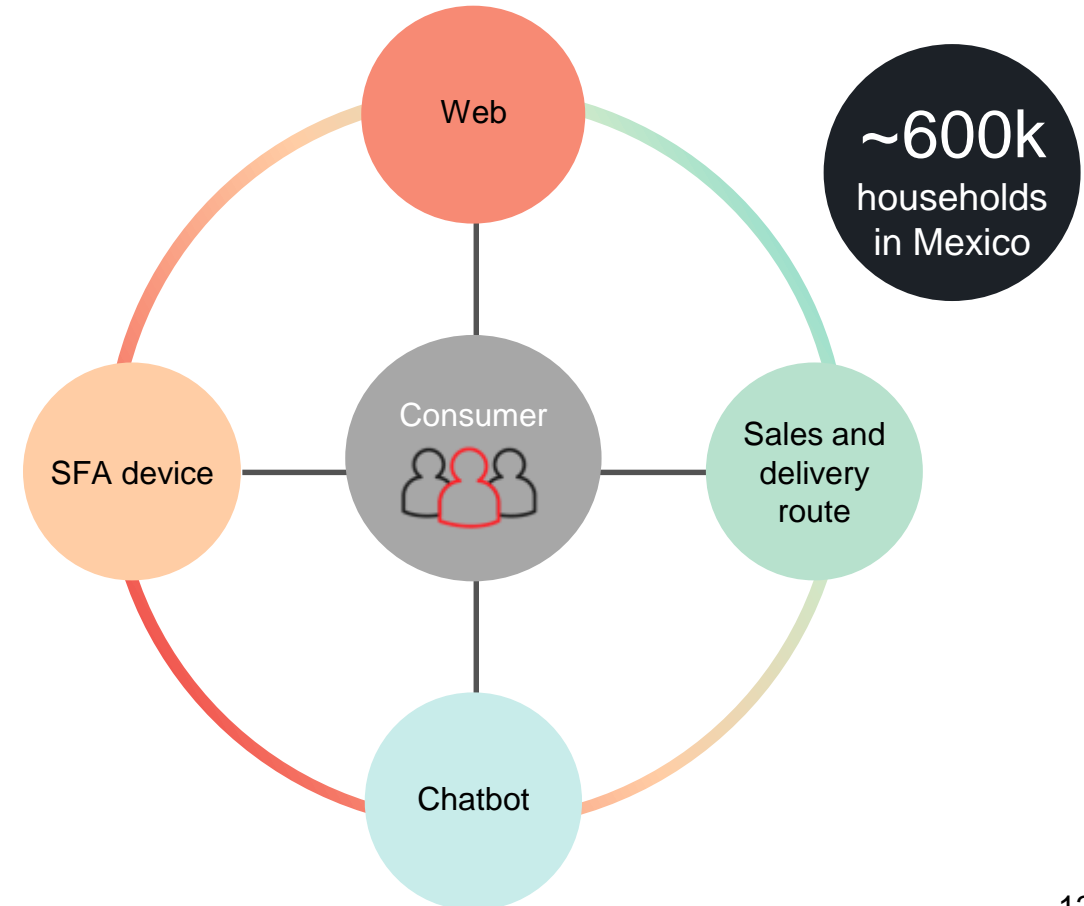 Web
~600k
households
in Mexico
Consumer
SFA device
Sales and
delivery
route
Chatbot